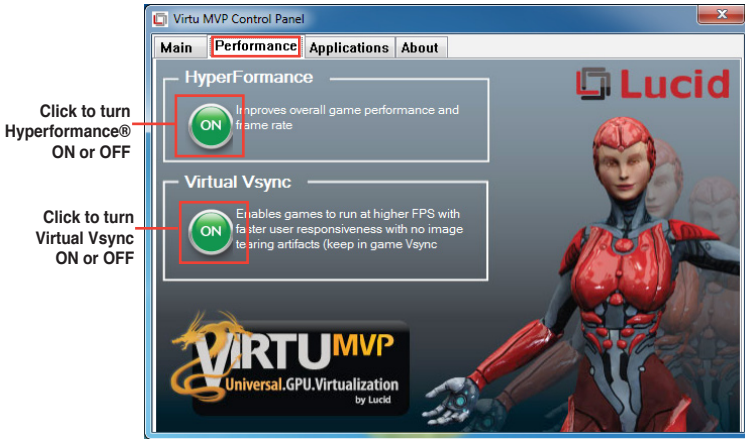 Virtu MVP Control Panel
x
Main Performance Applications About
HyperFormance
Lucid
ON
Improves overall game performance and
frame rate
Click to turn
Hyperformance®
ON or OFF
Virtual Vsync
ON
Enables games to run at higher FPS with
faster user responsiveness with no image
tearing artifacts (keep in game Vsync
Click to turn
Virtual Vsync
ON or OFF
VIRTU MVP
Universal.GPU.Virtualization
by Lucid